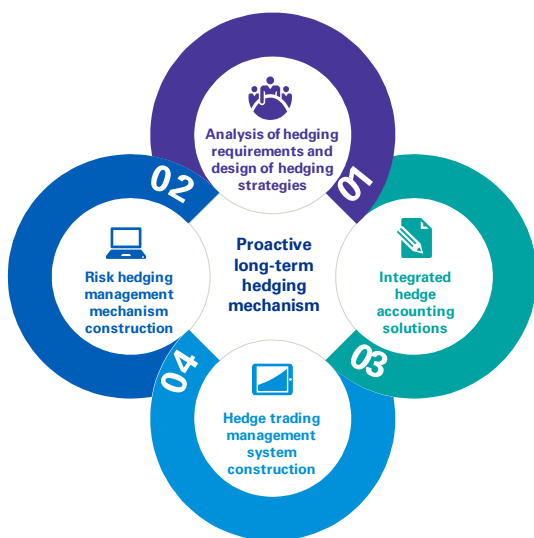 Analysis of hedging
requirements and
design of hedging
strategies
01
02
Risk hedging
management
mechanism
construction
Proactive
long-term
hedging
mechanism
Integrated
hedge
accounting
solutions
03
04
Hedge trading
management
system
construction